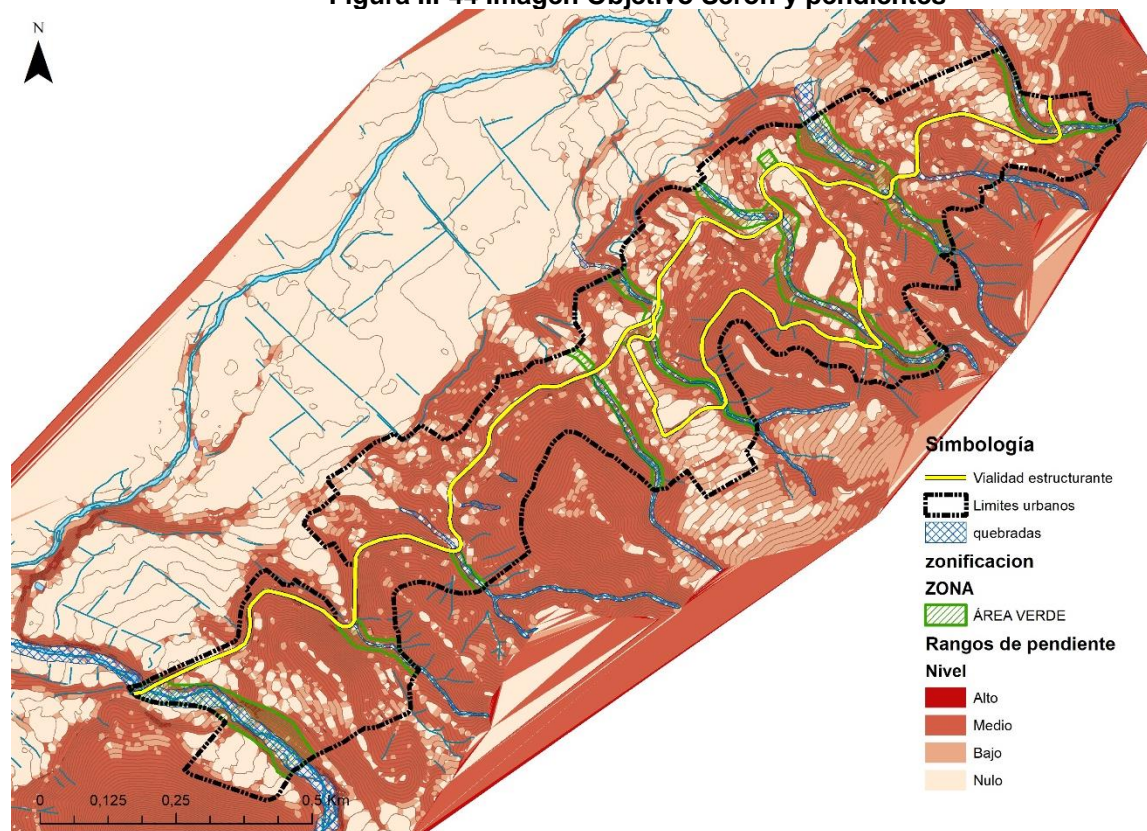 Figura III-44 Imagen Objetivo Serón y pendientes
N
Simbología
Vialidad estructurante
Limites urbanos
quebradas
zonificacion
ZONA
ÁREA VERDE
Rangos de pendiente
Nivel
Alto
Medio
Bajo
Nulo
0 0,125 0,25 0,5 Km